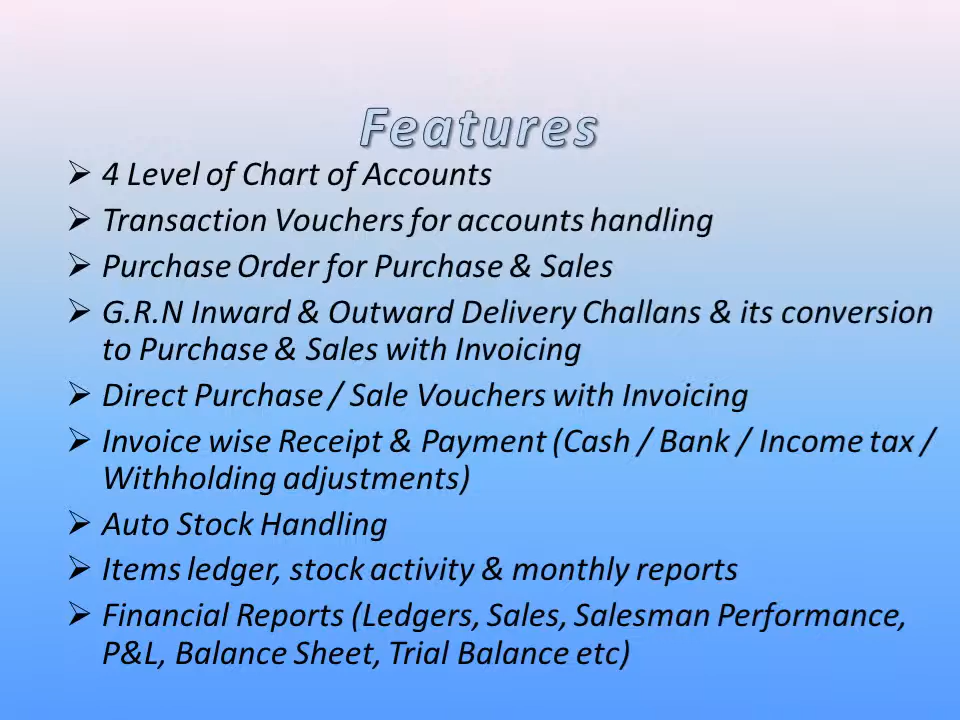 Features
➢ 4 Level of Chart of Accounts
➢ Transaction Vouchers for accounts handling
➢ Purchase Order for Purchase & Sales
➢ G.R.N Inward & Outward Delivery Challans & its conversion
to Purchase & Sales with Invoicing
➢ Direct Purchase / Sale Vouchers with Invoicing
➢ Invoice wise Receipt & Payment (Cash / Bank / Income tax /
Withholding adjustments)
➢ Auto Stock Handling
➢ Items ledger, stock activity & monthly reports
➢ Financial Reports (Ledgers, Sales, Salesman Performance,
P&L, Balance Sheet, Trial Balance etc)